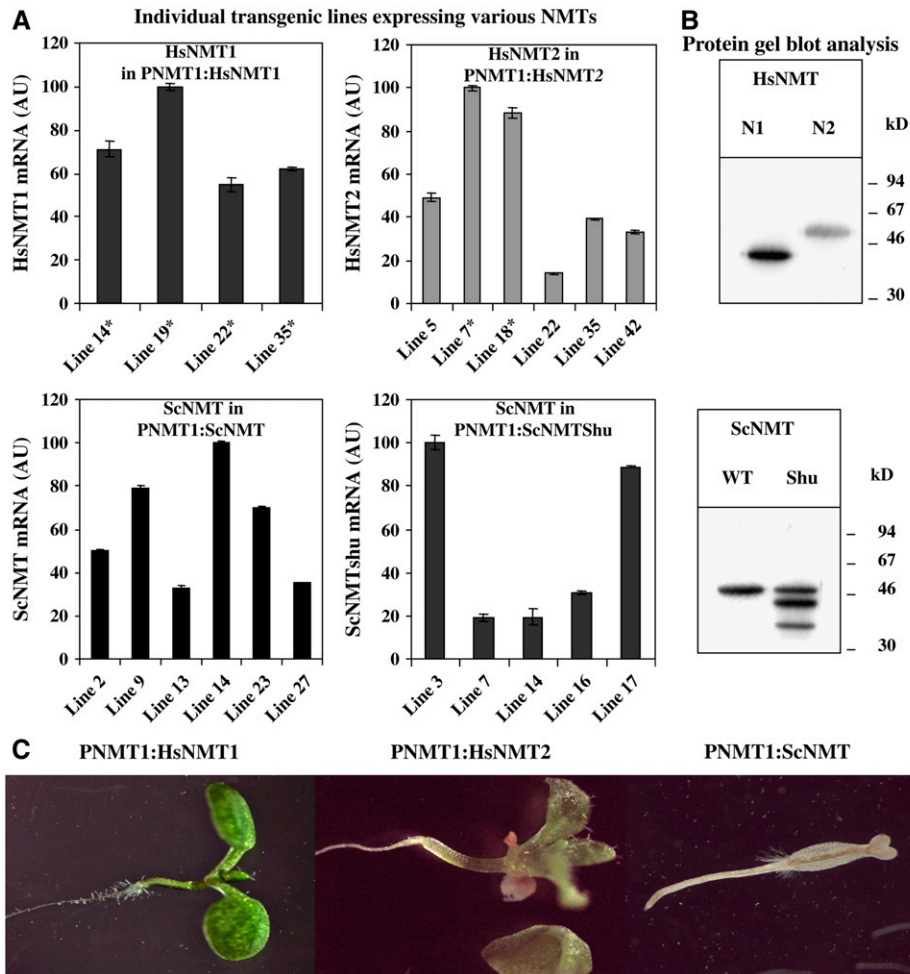 A
Individual transgenic lines expressing various NMTs
HsNMT1
in PNMT1:HsNMT1
HsNMT1 mRNA (AU)
120
100
80
60
40
20
0
Line 14*
Line 19*
Line 22*
Line 35*
HsNMT2 in
PNMT1:HsNMT2
HsNMT2 mRNA (AU)
120
100
80
60
40
20
0
Line 5
Line 7*
Line 18*
Line 22
Line 35
Line 42
ScNMT in
PNMT1:ScNMT
ScNMT mRNA (AU)
120
100
80
60
40
20
0
Line 2
Line 9
Line 13
Line 14
Line 23
Line 27
ScNMT in
PNMT1:ScNMTShu
ScNMTshu mRNA (AU)
120
100
80
60
40
20
0
Line 3
Line 7
Line 14
Line 16
Line 17
B
Protein gel blot analysis
HsNMT
N1 N2 kD
94
67
46
30
ScNMT
WT Shu kD
94
67
46
30
C
PNMT1:HsNMT1
PNMT1:HsNMT2
PNMT1:ScNMT